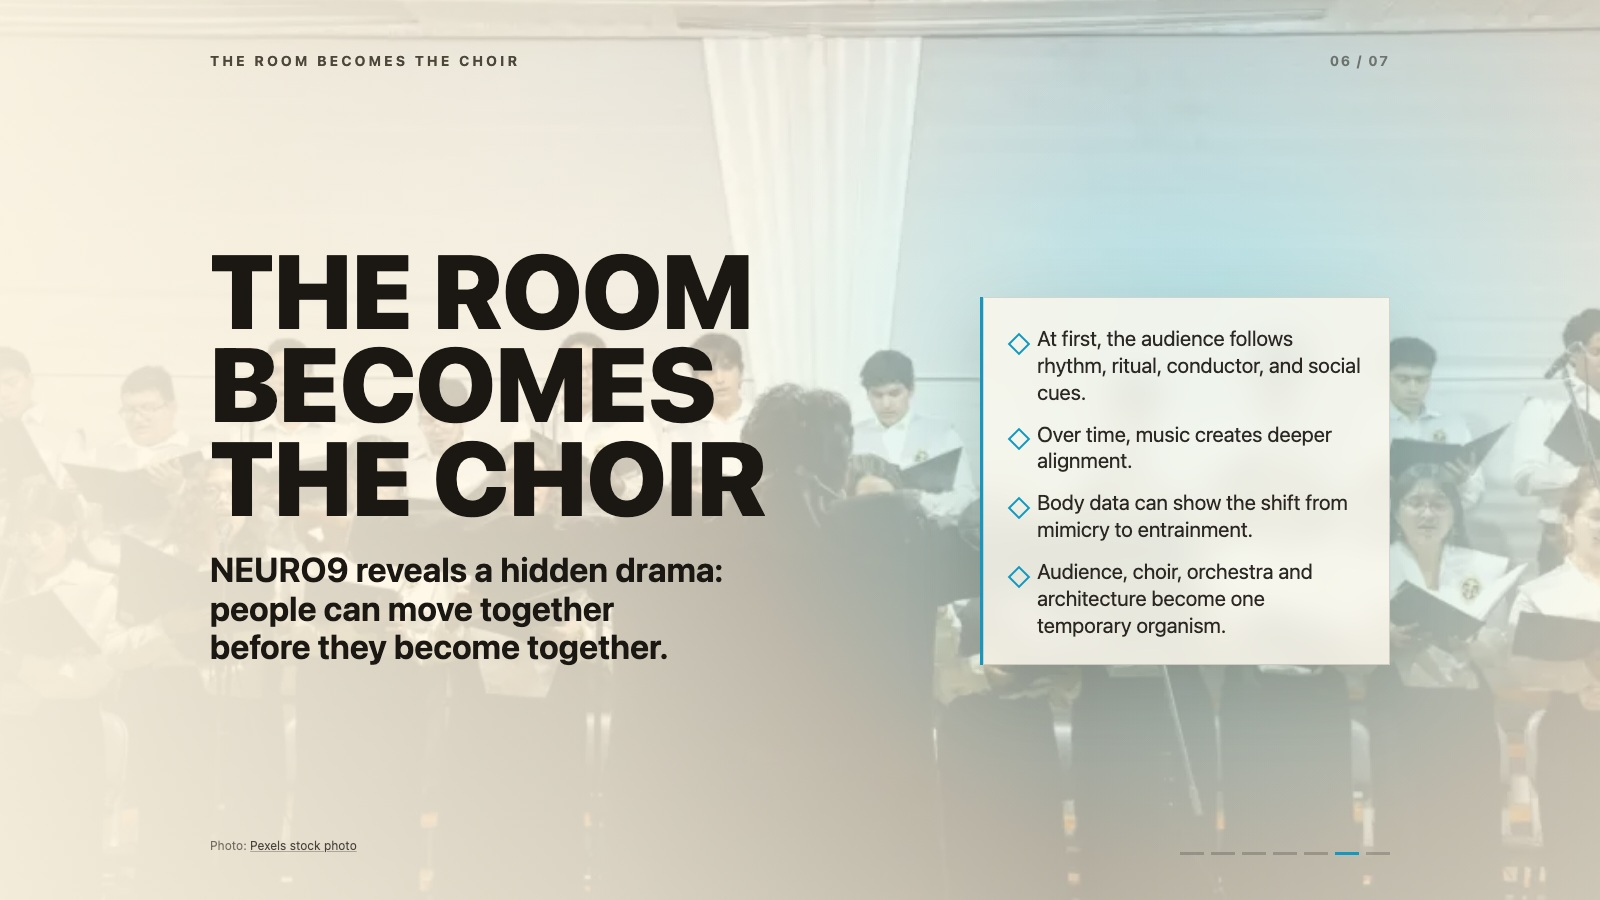 THE ROOM BECOMES THE CHOIR
06 / 07
THE ROOM
BECOMES
THE CHOIR
NEURO9 reveals a hidden drama:
people can move together
before they become together.
At first, the audience follows
rhythm, ritual, conductor, and social
cues.
Over time, music creates deeper
alignment.
Body data can show the shift from
mimicry to entrainment.
Audience, choir, orchestra and
architecture become one
temporary organism.
Photo: Pexels stock photo